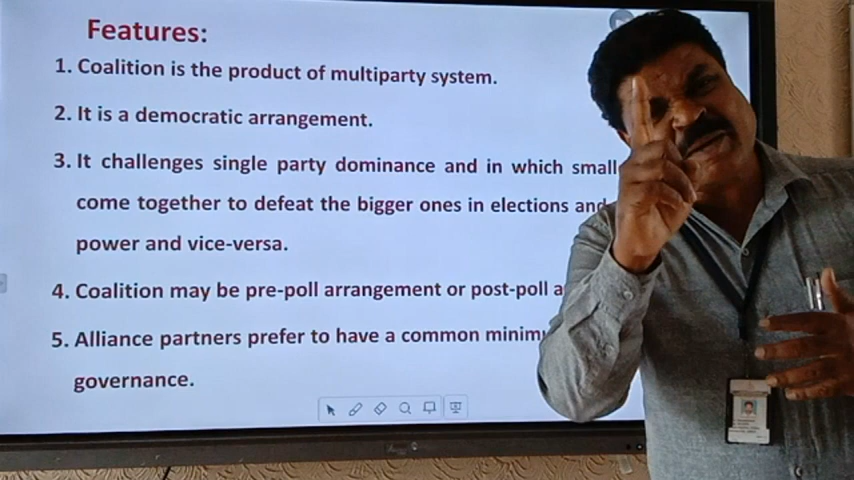 Features:
1. Coalition is the product of multiparty system.
2. It is a democratic arrangement.
3. It challenges single party dominance and in which small
come together to defeat the bigger ones in elections and
power and vice-versa.
4. Coalition may be pre-poll arrangement or post-poll a
5. Alliance partners prefer to have a common minim
governance.